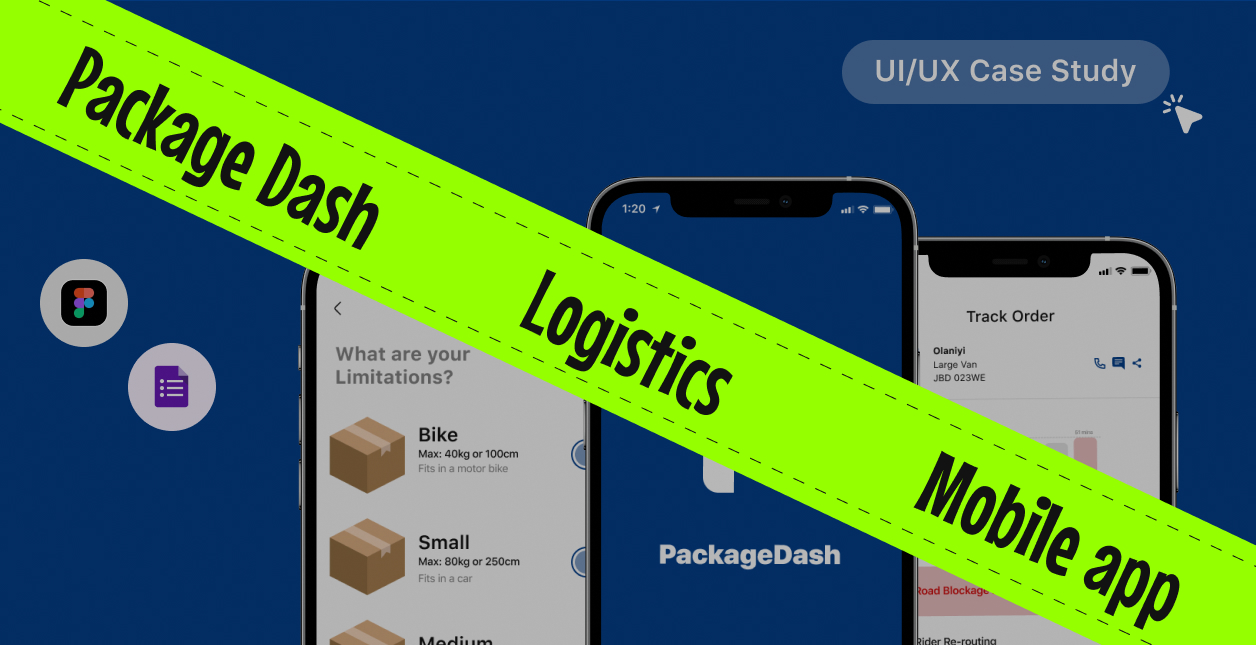 UI/UX Case Study
Package Dash
Logistics
Mobile app
What are your
Limitations?
Bike
Max: 40kg or 100cm
Fits in a motor bike
Small
Max: 80kg or 250cm
Fits in a car
Medium
1:20
PackageDash
Track Order
Olaniyi
Large Van
JBD 023WE
Road Blockage
Rider Re-routing